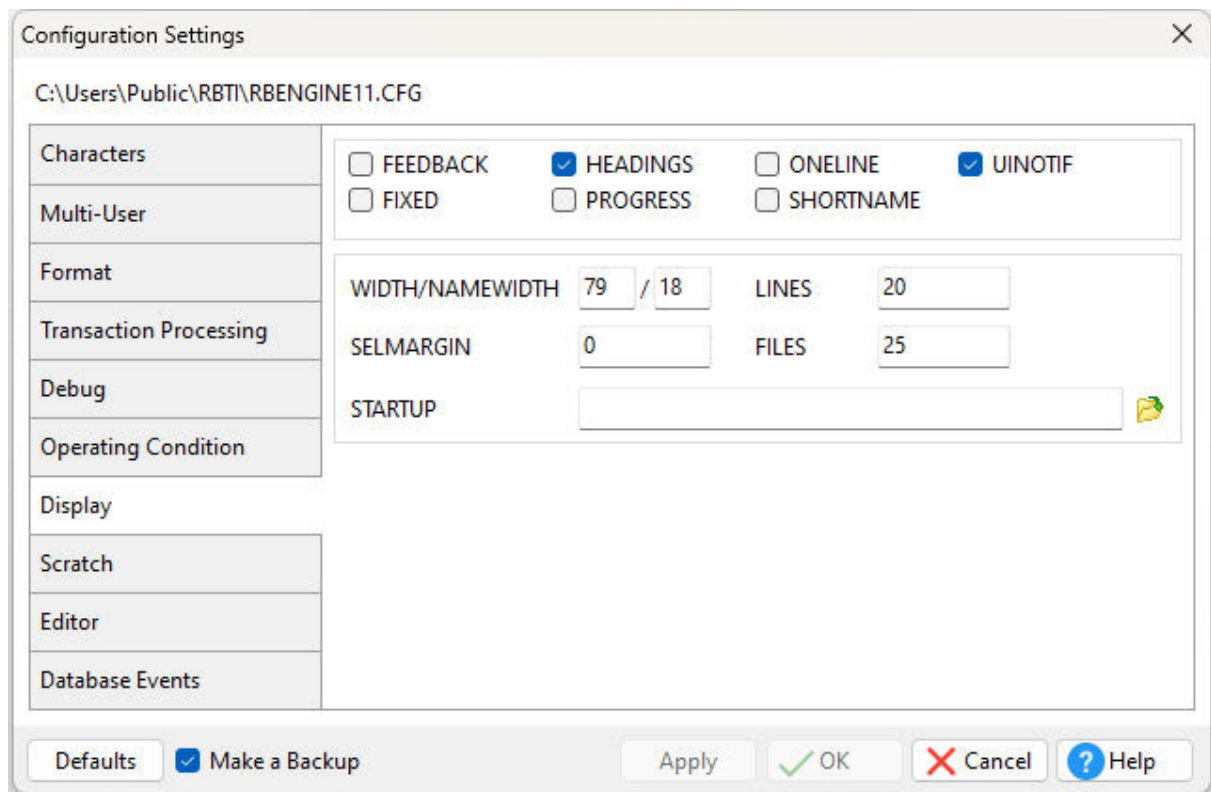 Configuration Settings
C:\Users\Public\RBTI\RBENGINE11.CFG
Characters
Multi-User
Format
Transaction Processing
Debug
Operating Condition
Display
Scratch
Editor
Database Events
FEEDBACK HEADINGS ONELINE UINOTIF
FIXED PROGRESS SHORTNAME
WIDTH/NAMEWIDTH 79 / 18 LINES 20
SELMARGIN 0 FILES 25
STARTUP
Defaults Make a Backup Apply OK Cancel ? Help